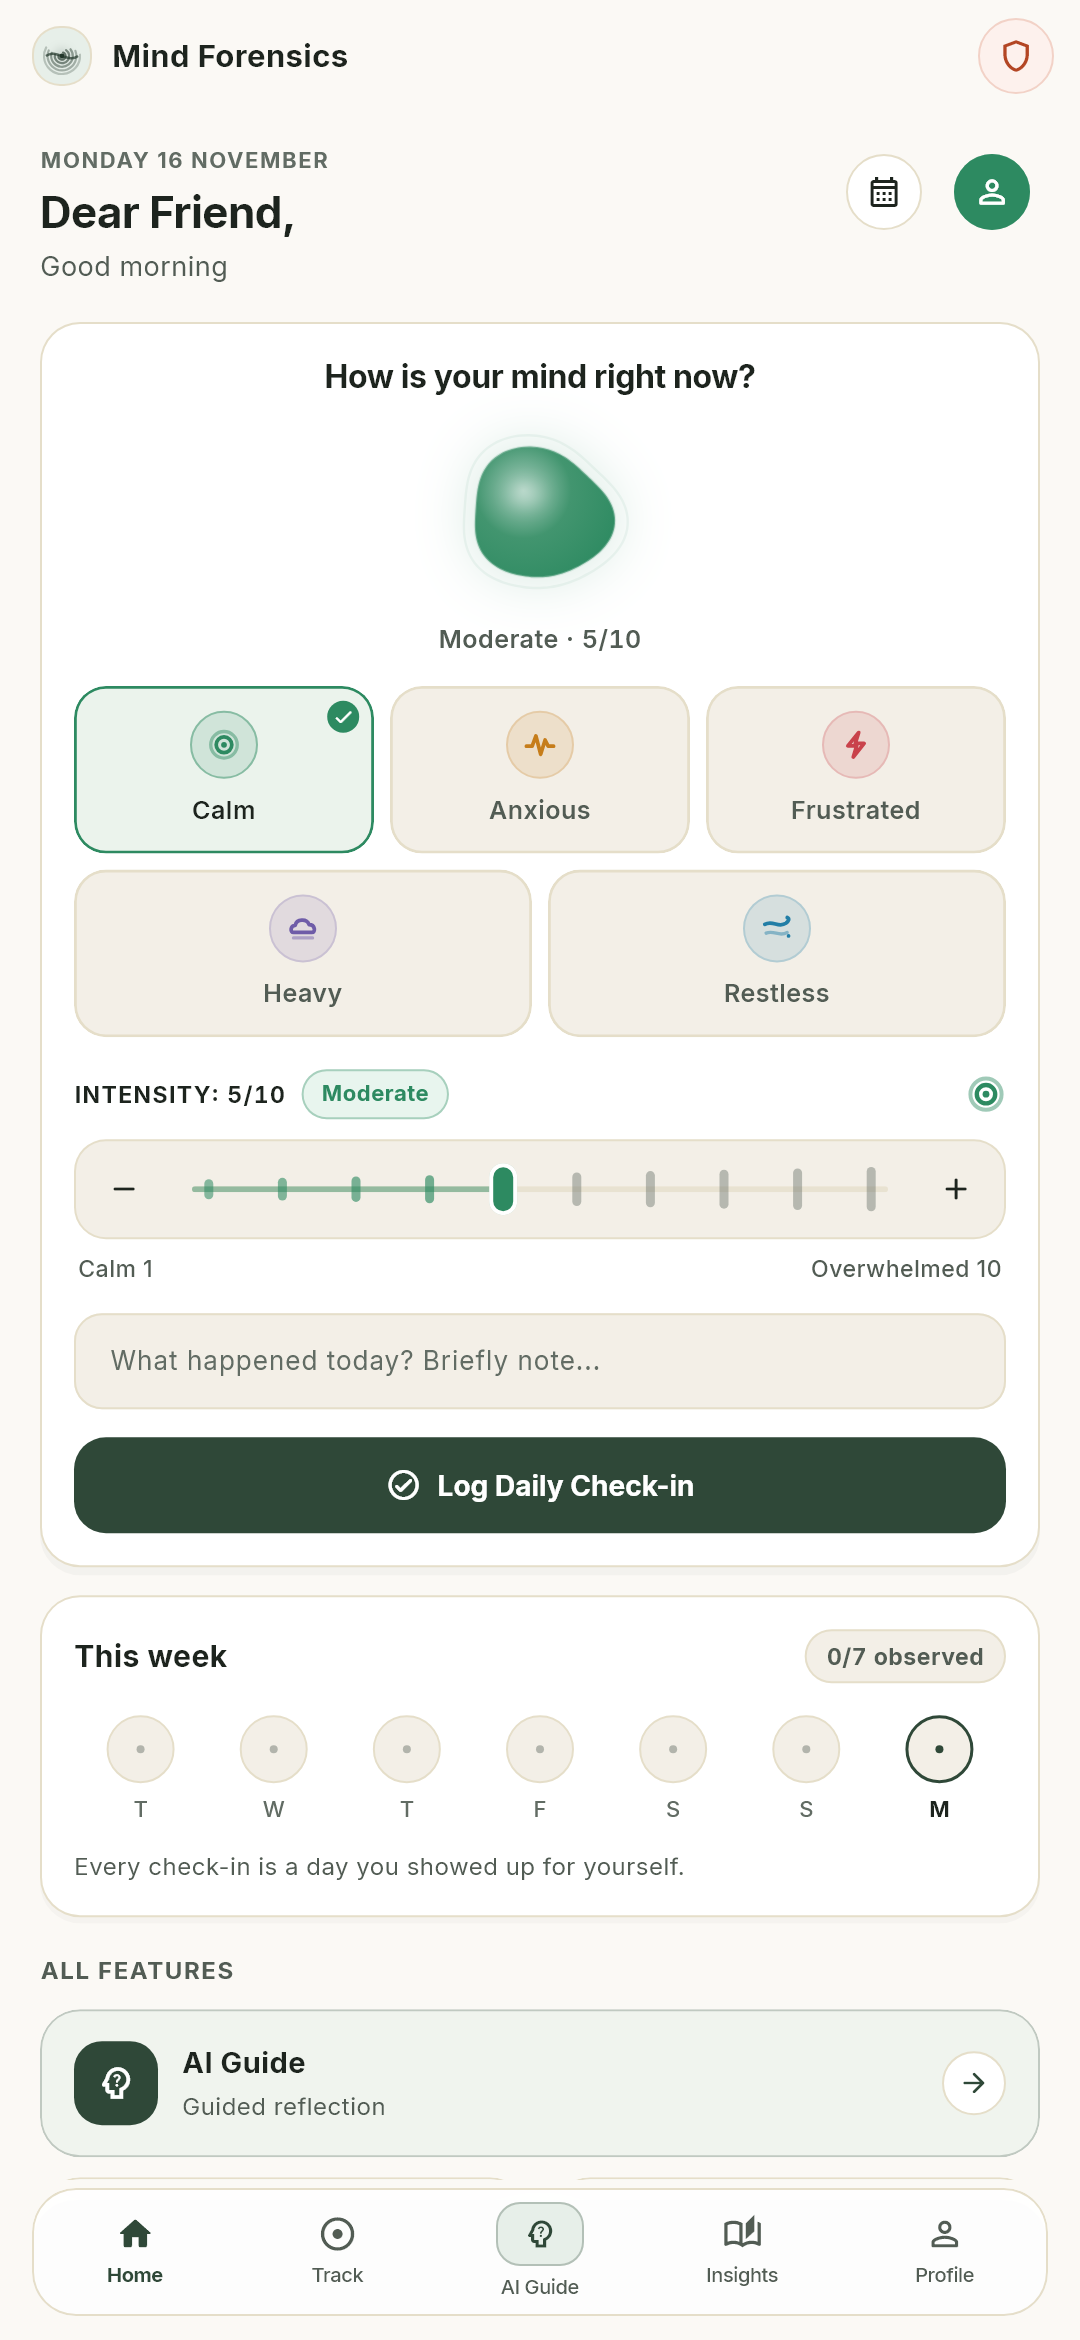 Mind Forensics
MONDAY 16 NOVEMBER
Dear Friend,
Good morning
How is your mind right now?
Moderate · 5/10
Calm
Anxious
Frustrated
Heavy
Restless
INTENSITY: 5/10
Moderate
Calm 1
Overwhelmed 10
What happened today? Briefly note...
Log Daily Check-in
This week
0/7 observed
T W T F S S M
Every check-in is a day you showed up for yourself.
ALL FEATURES
AI Guide
Guided reflection
Home
Track
AI Guide
Insights
Profile